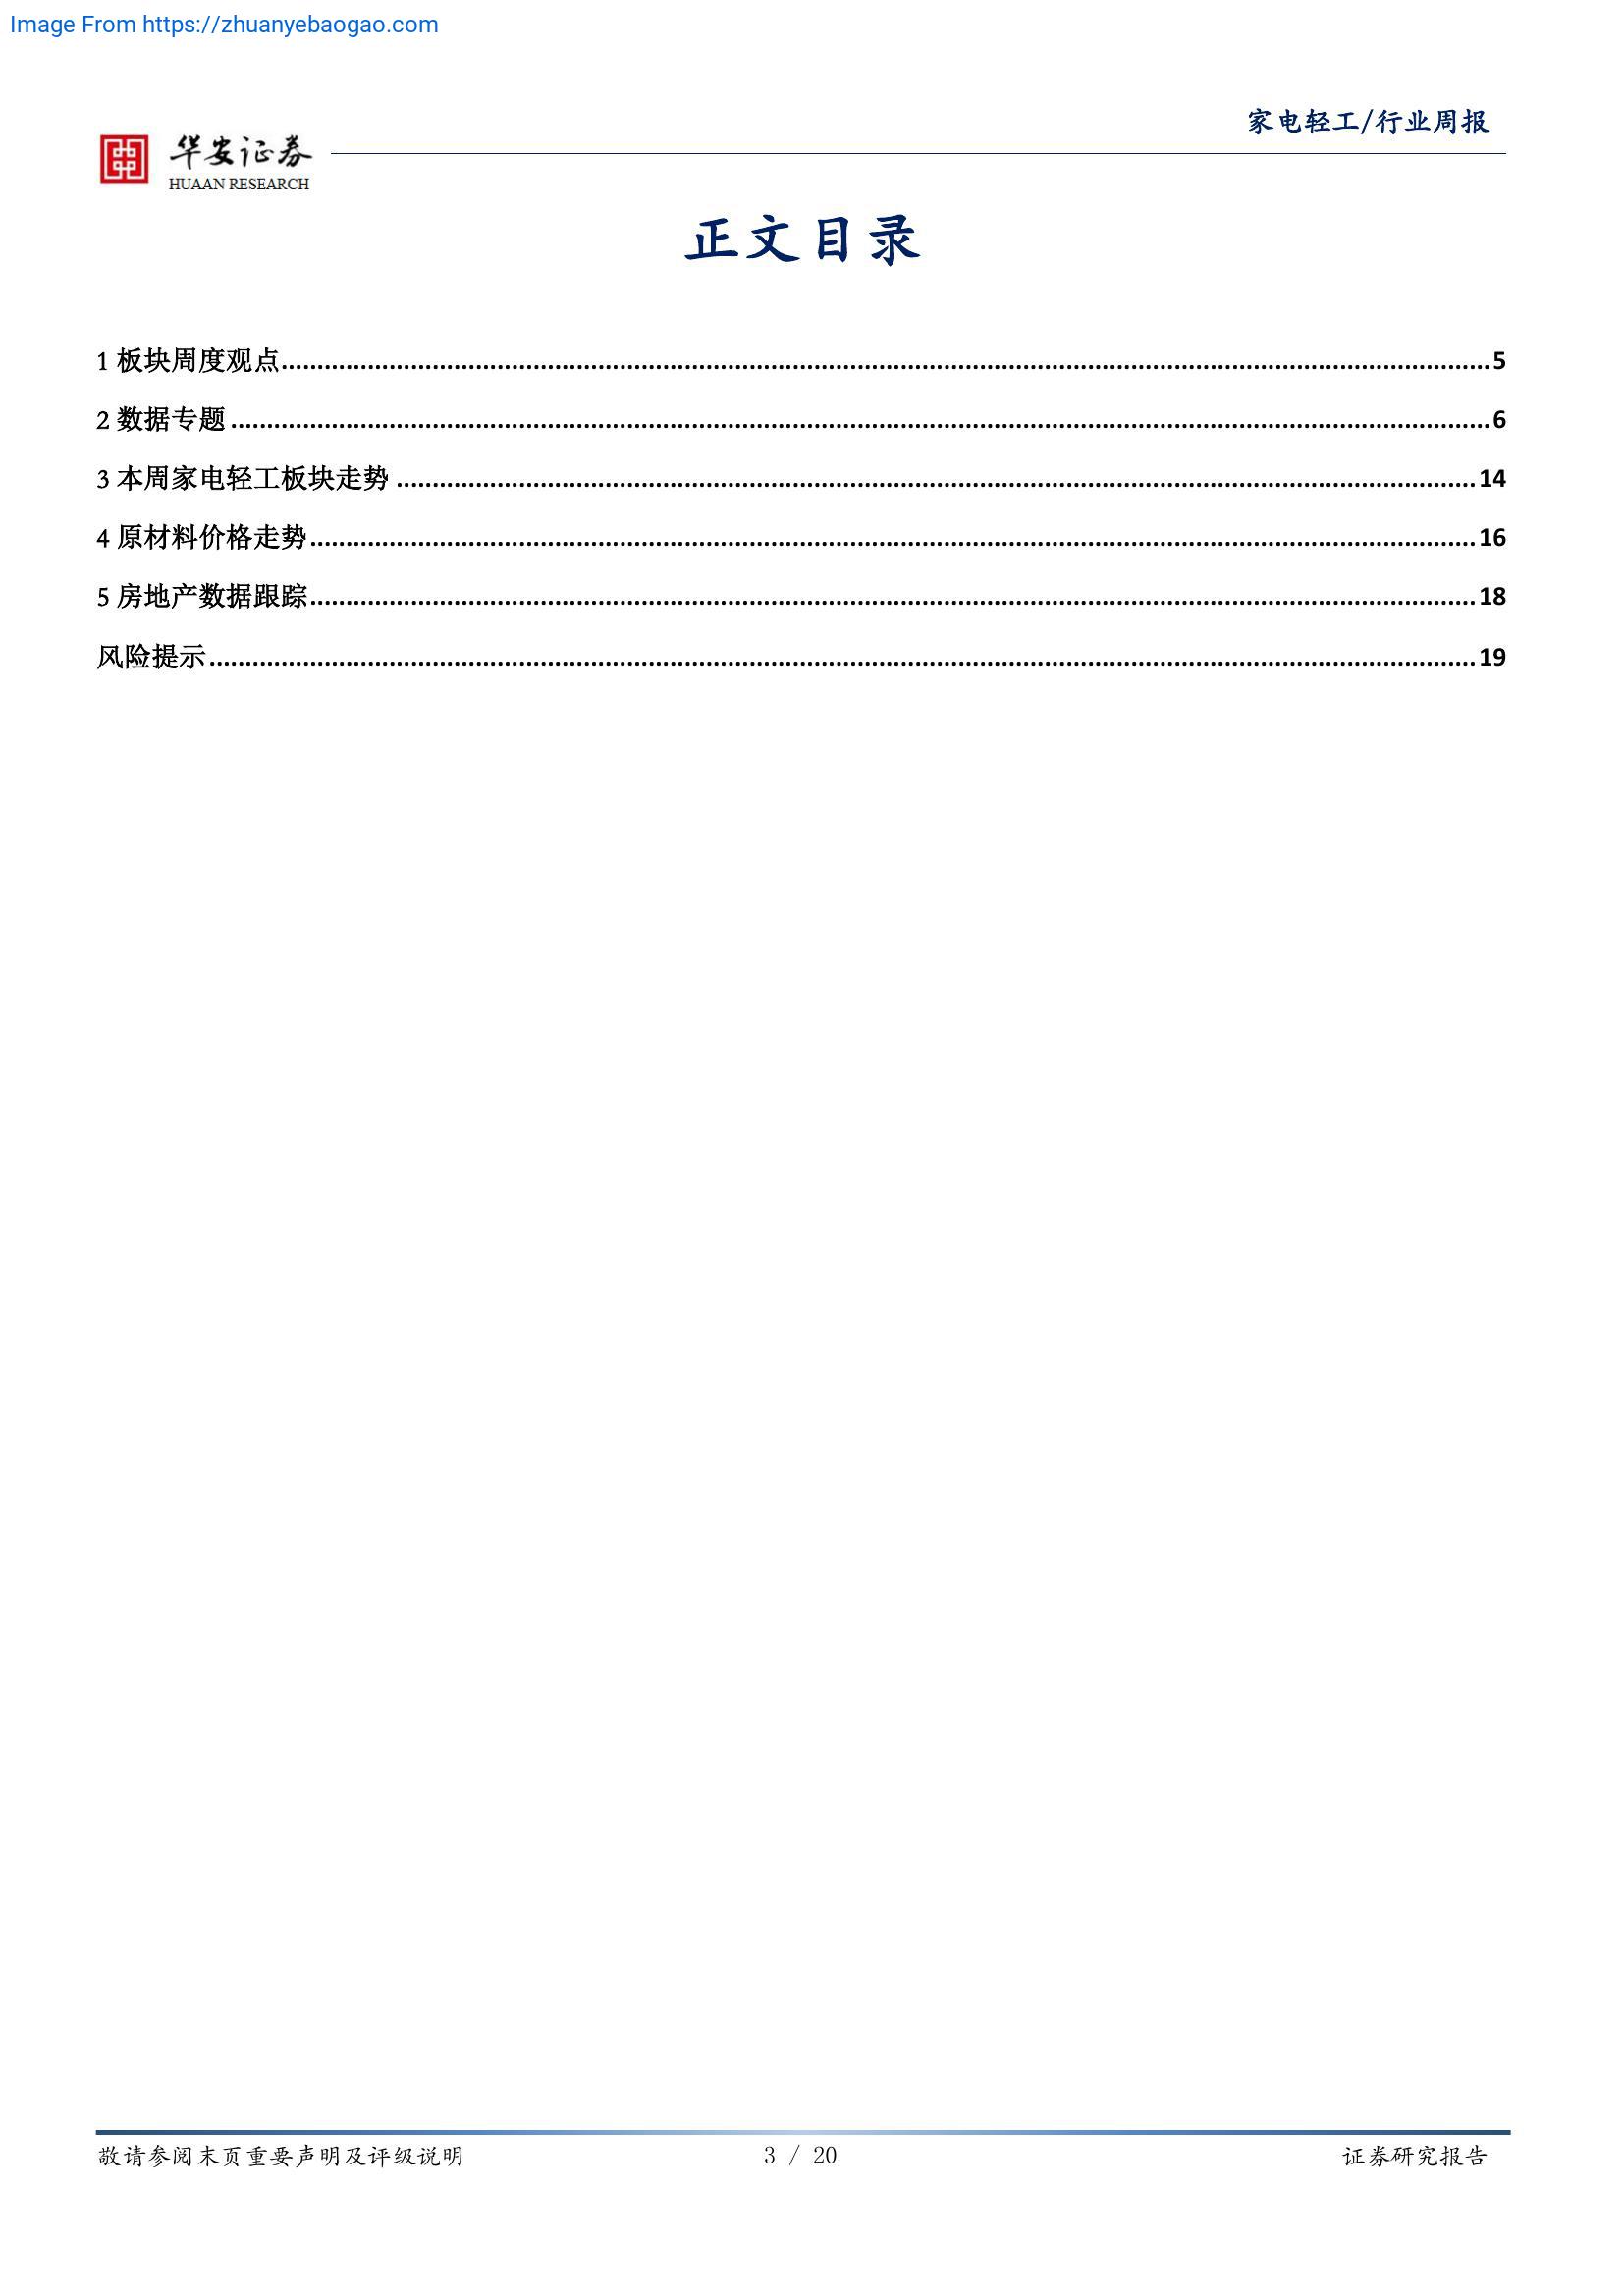 Image From https://zhuanyebaogao.com
家电轻工/行业周报
华安证券
HUAAN RESEARCH
正文目录
1 板块周度观点........................................................................................................................5
2 数据专题........................................................................................................................6
3 本周家电轻工板块走势........................................................................................................................14
4 原材料价格走势........................................................................................................................16
5 房地产数据跟踪........................................................................................................................18
风险提示........................................................................................................................19
敬请参阅末页重要声明及评级说明 3 / 20 证券研究报告